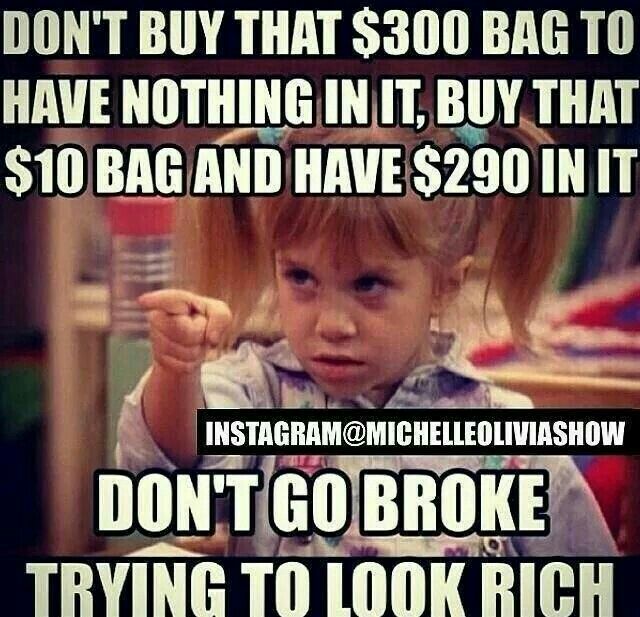 DON'T BUY THAT $300 BAG TO
HAVE NOTHING IN IT, BUY THAT
$10 BAG AND HAVE $290 IN IT
INSTAGRAM@MICHELLEOLIVIASHOW
DON'T GO BROKE
TRYING TO LOOK RICH